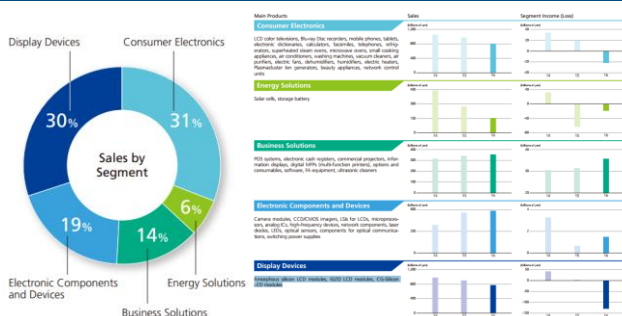 Display Devices
Consumer Electronics
30%
31%
Sales by
Segment
6%
19%
14%
Electronic Components
and Devices
Energy Solutions
Business Solutions
Main Products
Sales
Segment Income (Loss)
Consumer Electronics
LCD color televisions, Blu-ray Disc recorders, mobile phones, tablets,
electronic dictionaries, calculators, facsimiles, telephones, refrig-
erators, superheated steam ovens, microwave ovens, small cooking
appliances, air conditioners, washing machines, vacuum cleaners, air
purifiers, electric fans, dehumidifiers, humidifiers, electric heaters,
Plasmacluster Ion generators, beauty appliances, network control
units
Energy Solutions
Solar cells, storage battery
Business Solutions
POS systems, electronic cash registers, commercial projectors, infor-
mation displays, digital MFPs (multi-function printers), options and
consumables, software, FA equipment, ultrasonic cleaners
Electronic Components and Devices
Camera modules, CCD/CMOS imagers, LSIs for LCDs, microproces-
sors, analog ICs, high-frequency devices, network components, laser
diodes, LEDs, optical sensors, components for optical communica-
tions, switching power supplies
Display Devices
Amorphous silicon LCD modules, IGZO LCD modules, CG-Silicon
LCD modules